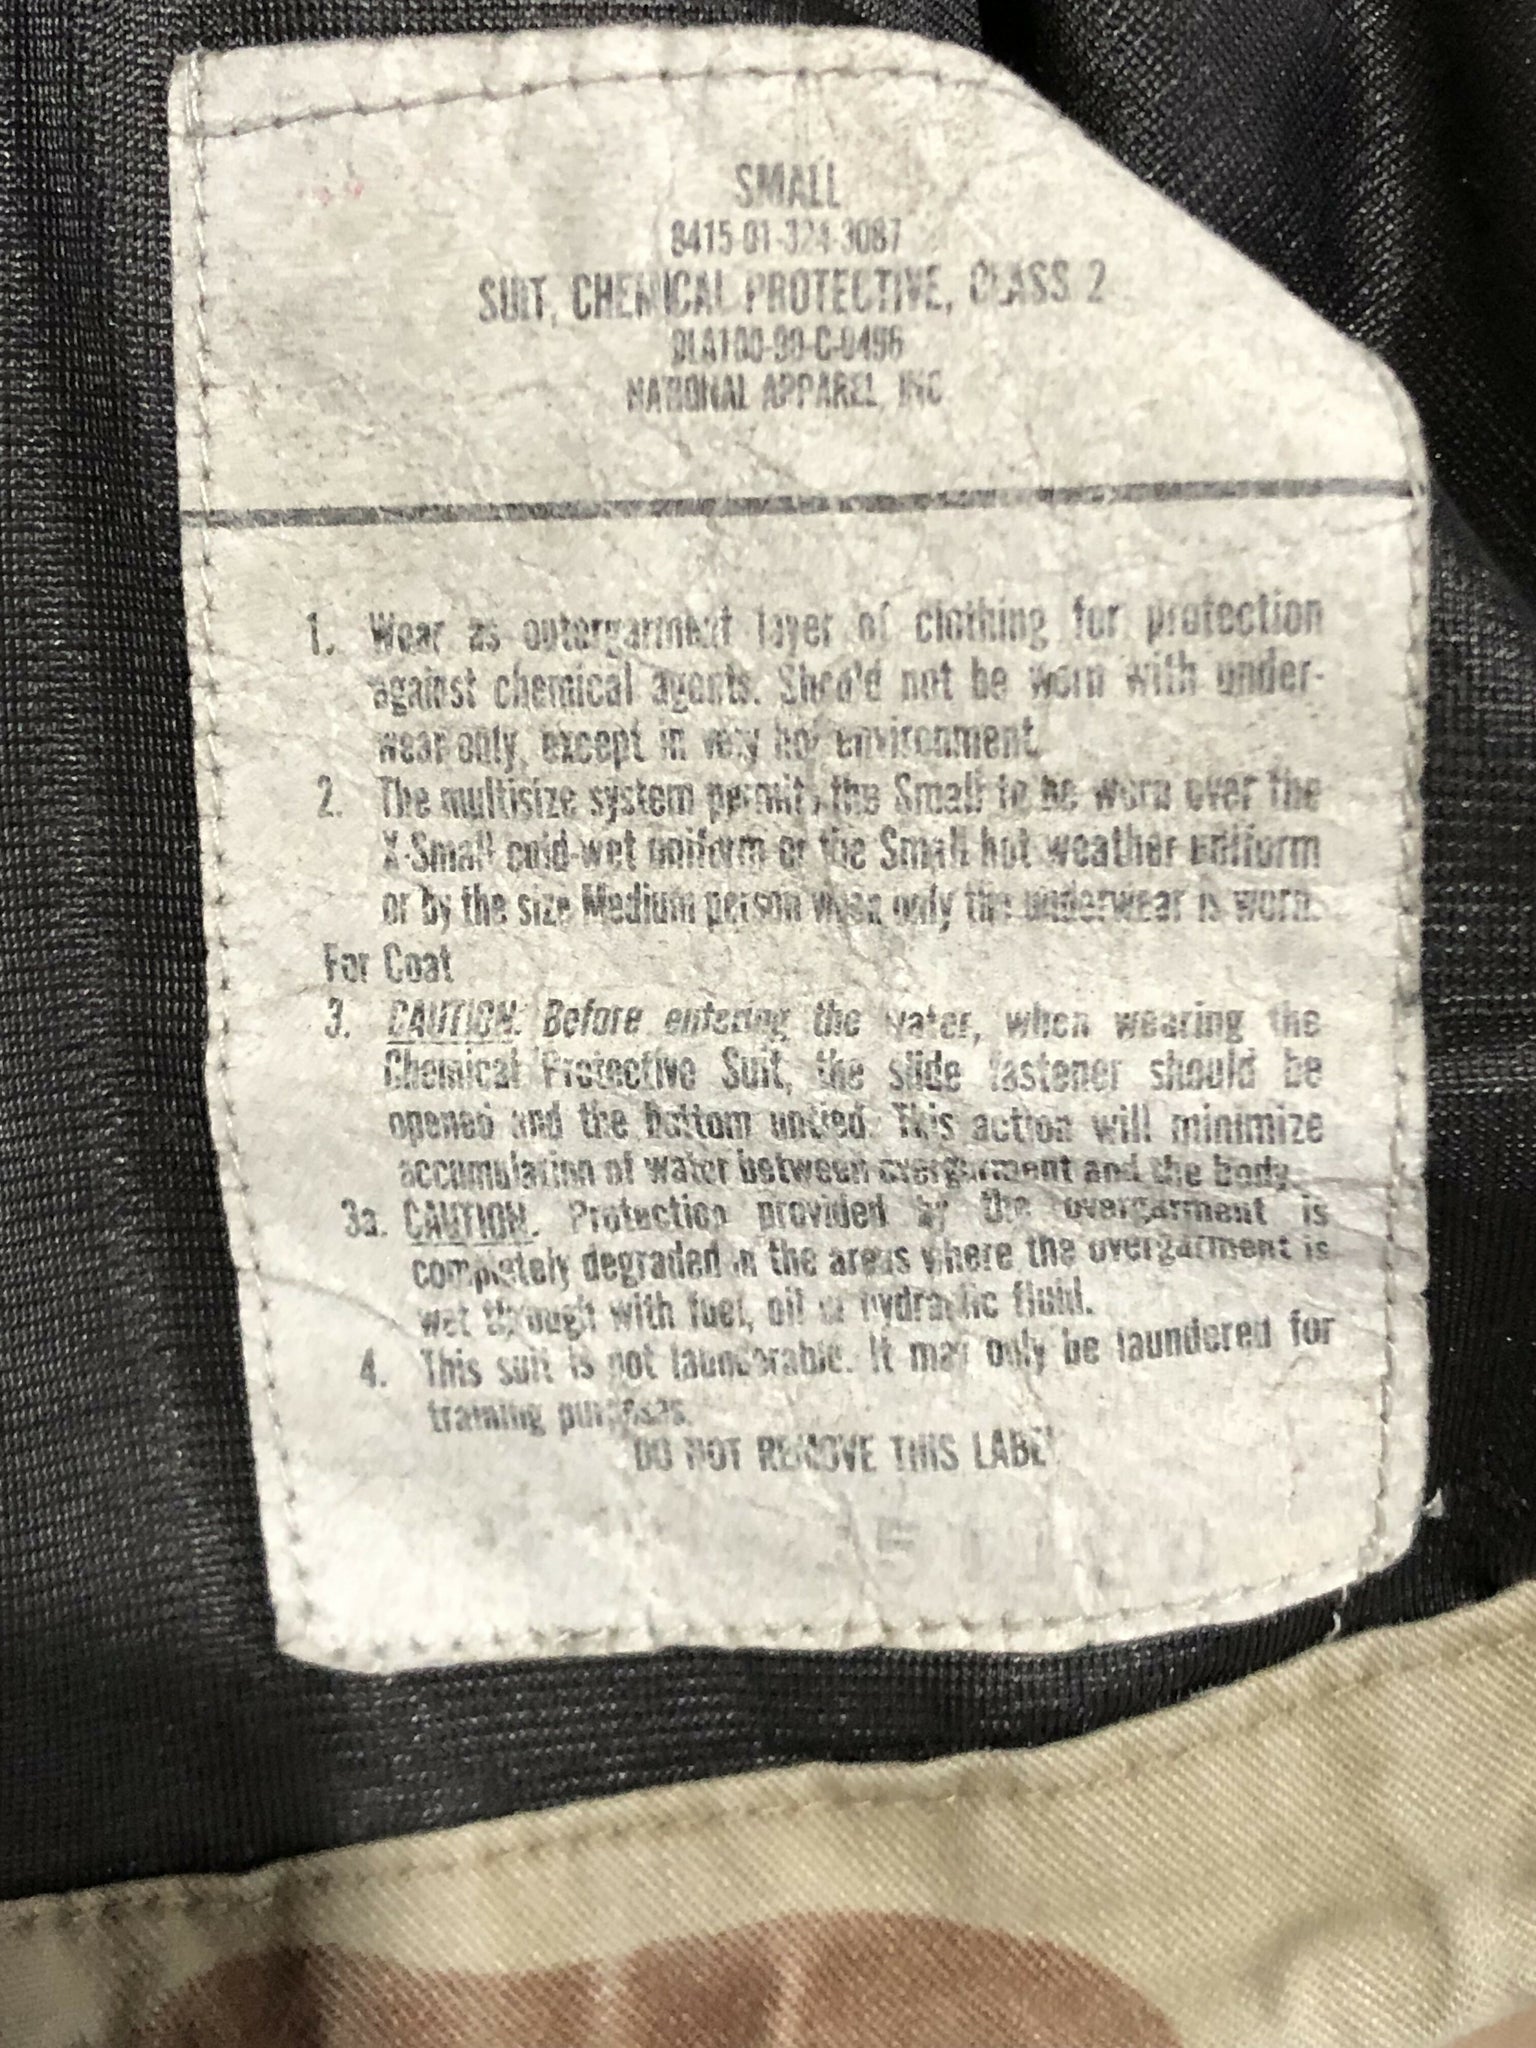 SMALL
8415-01-324-3087
SUIT, CHEMICAL PROTECTIVE, CLASS 2
DLA100-90-C-0496
NATIONAL APPAREL, INC
1. Wear as outergarment layer of clothing for protection
against chemical agents. Should not be worn with under-
wear only, except in very hot environment.
2. The multisize system permits the Small to be worn over the
X-Small cold-wet uniform or the Small hot weather uniform
or by the size Medium person when only the underwear is worn.
For Coat
3. CAUTION: Before entering the water, when wearing the
Chemical Protective Suit, the slide fastener should be
opened and the bottom untied. This action will minimize
accumulation of water between overgarment and the body.
3a. CAUTION. Protection provided by the overgarment is
completely degraded in the areas where the overgarment is
wet through with fuel, oil or hydraulic fluid.
4. This suit is not launderable. It may only be laundered for
training purposes.
DO NOT REMOVE THIS LABEL